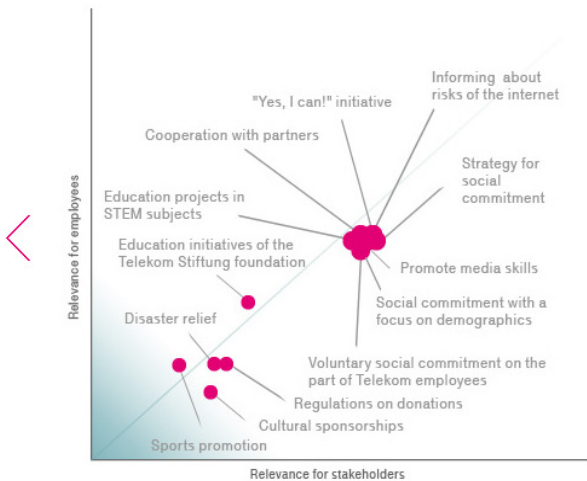 Informing about
risks of the internet
"Yes, I can!" initiative
Cooperation with partners
Strategy for
social
commitment
Education projects in
STEM subjects
Education initiatives of the
Telekom Stiftung foundation
Promote media skills
Social commitment with a
focus on demographics
Disaster relief
Voluntary social commitment on the
part of Telekom employees
Regulations on donations
Cultural sponsorships
Sports promotion
Relevance for employees
Relevance for stakeholders